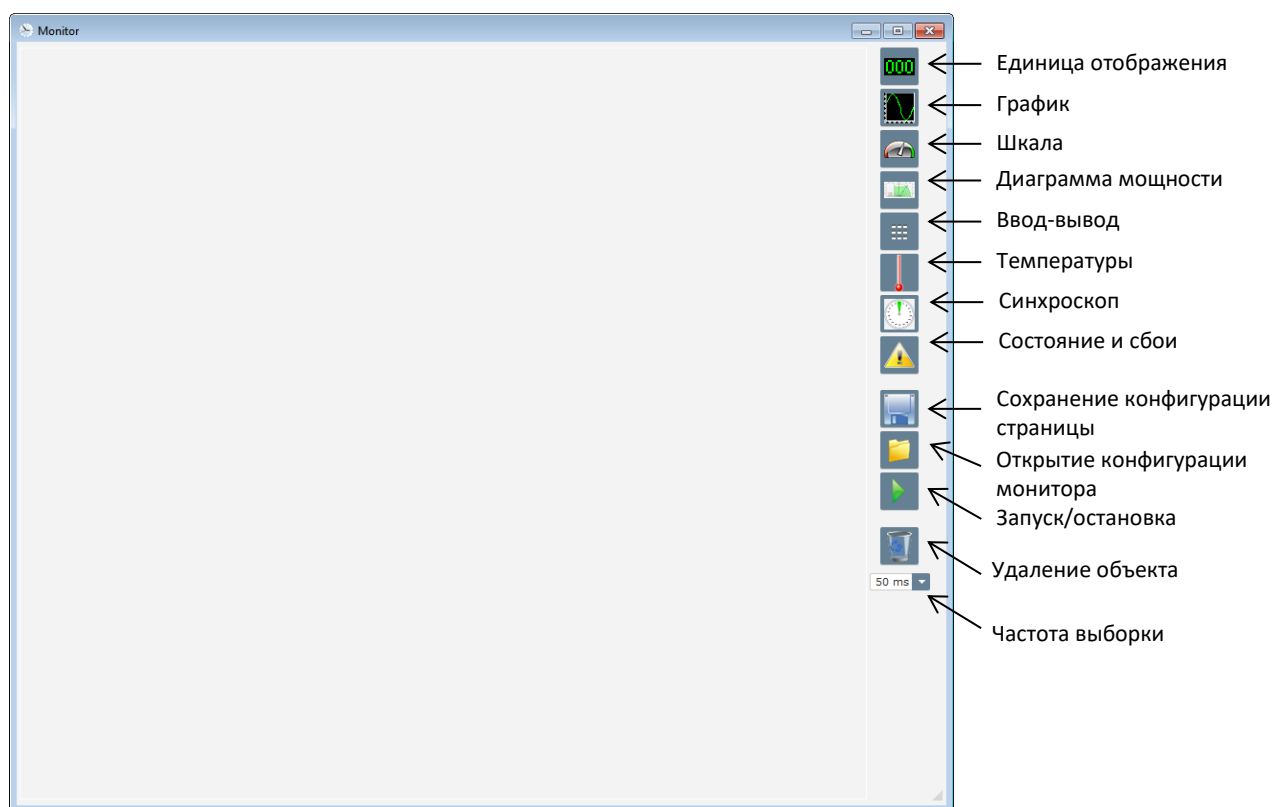 Monitor
000
Единица отображения
График
Шкала
Диаграмма мощности
Ввод-вывод
Температуры
Синхроскоп
Состояние и сбои
Сохранение конфигурации
страницы
Открытие конфигурации
монитора
Запуск/остановка
Удаление объекта
50 ms
Частота выборки